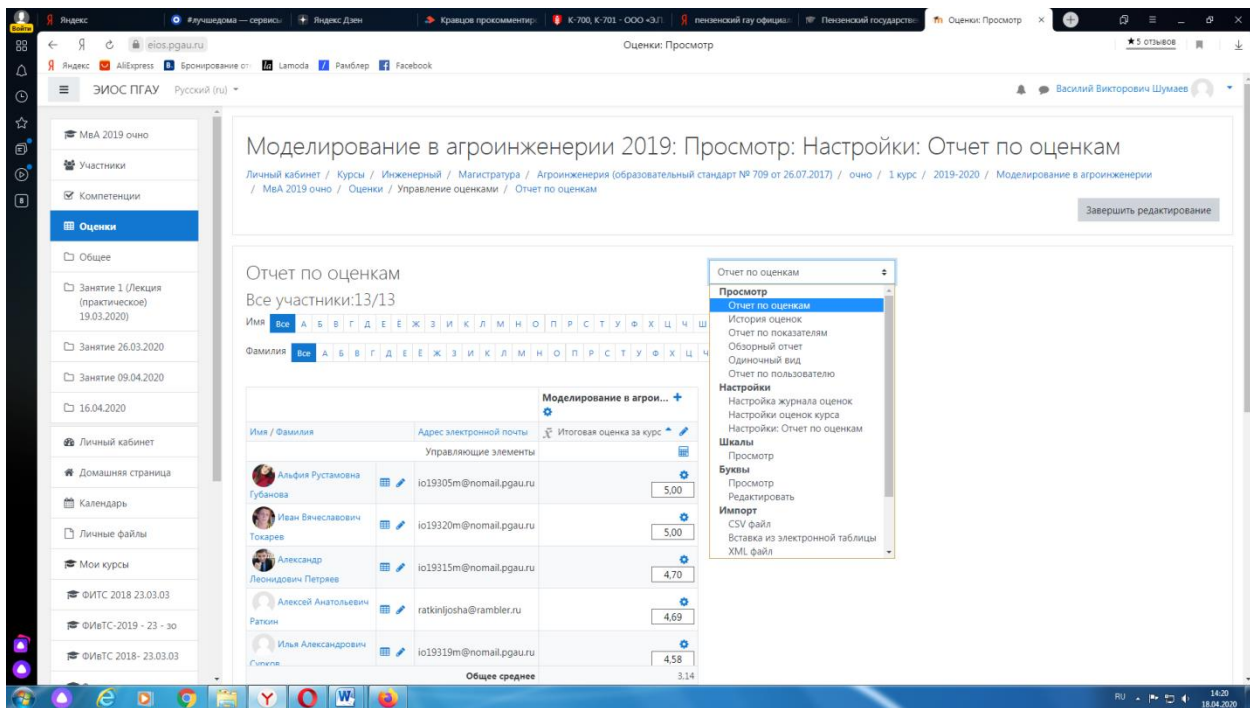 Яндекс
#лучшедома — сервисы
Яндекс Дзен
Кравцов прокомментир
К-700, К-701 - ООО «ЭЛ
пензенский гау официал
Пензенский государстве
Оценки: Просмотр
Войти
eios.pgau.ru
Оценки: Просмотр
★ 5 отзывов
Яндекс
AliExpress
Бронирование от
Lamoda
Рамблер
Facebook
ЭИОС ПГАУ
Русский (ru)
Василий Викторович Шумаев
МвА 2019 очно
Участники
Компетенции
Оценки
Общее
Занятие 1 (Лекция
(практическое)
19.03.2020)
Занятие 26.03.2020
Занятие 09.04.2020
16.04.2020
Личный кабинет
Домашняя страница
Календарь
Личные файлы
Мои курсы
ФИТС 2018 23.03.03
ФИвТС-2019 - 23 - зо
ФИвТС 2018- 23.03.03
Моделирование в агроинженерии 2019: Просмотр: Настройки: Отчет по оценкам
Личный кабинет / Курсы / Инженерный / Магистратура / Агроинженерия (образовательный стандарт № 709 от 26.07.2017) / очно / 1 курс / 2019-2020 / Моделирование в агроинженерии
/ МвА 2019 очно / Оценки / Управление оценками / Отчет по оценкам
Завершить редактирование
Отчет по оценкам
Все участники:13/13
Имя Все А Б В Г Д Е Ё Ж З И К Л М Н О П Р С Т У Ф Х Ц Ч Ш
Фамилия Все А Б В Г Д Е Ё Ж З И К Л М Н О П Р С Т У Ф Х Ц Ч
Моделирование в агрои...
Имя / Фамилия
Адрес электронной почты
Итоговая оценка за курс
Управляющие элементы
Альфия Рустамовна
Губанова
io19305m@nomail.pgau.ru
5,00
Иван Вячеславович
Токарев
io19320m@nomail.pgau.ru
5,00
Александр
Леонидович Петряев
io19315m@nomail.pgau.ru
4,70
Алексей Анатольевич
Раткин
ratkinljosha@rambler.ru
4,69
Илья Александрович
Сурков
io19319m@nomail.pgau.ru
4,58
Общее среднее
3,14
Отчет по оценкам
Просмотр
Отчет по оценкам
История оценок
Отчет по показателям
Обзорный отчет
Одиночный вид
Отчет по пользователю
Настройки
Настройка журнала оценок
Настройки оценок курса
Настройки: Отчет по оценкам
Шкалы
Просмотр
Буквы
Просмотр
Редактировать
Импорт
CSV файл
Вставка из электронной таблицы
XML файл
RU
14:20
18.04.2020